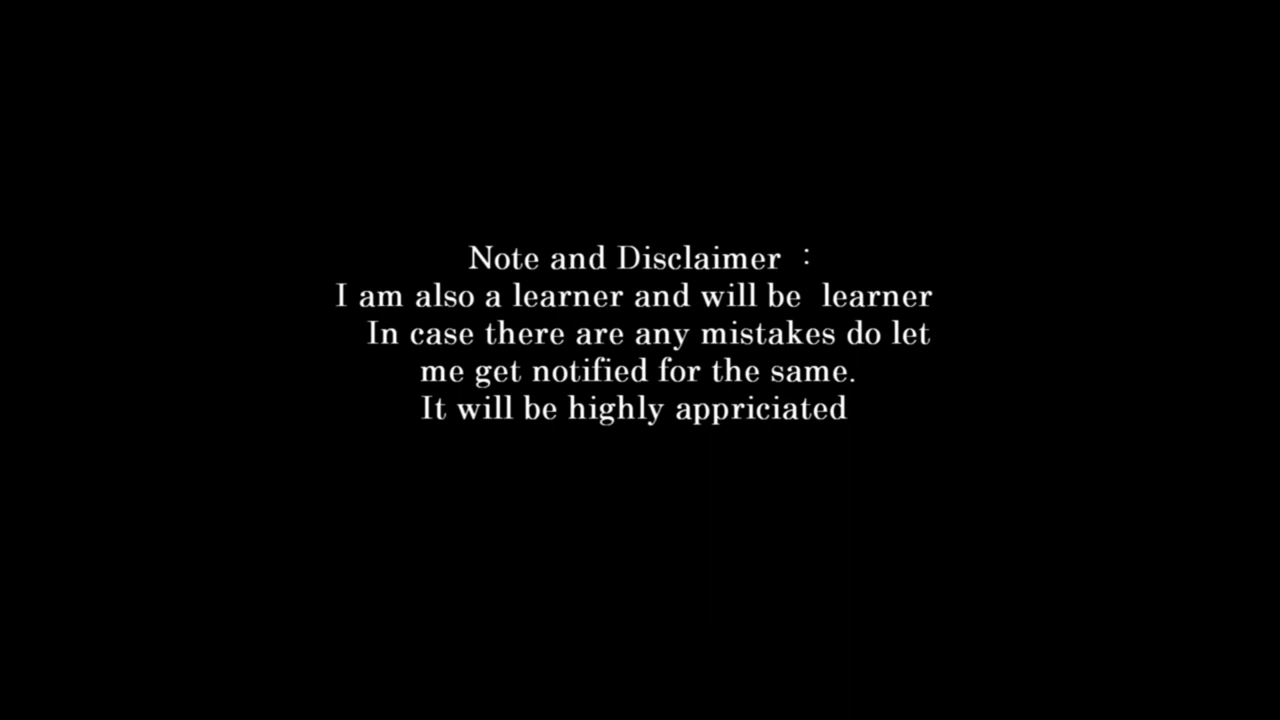 Note and Disclaimer :
I am also a learner and will be learner
In case there are any mistakes do let
me get notified for the same.
It will be highly appriciated